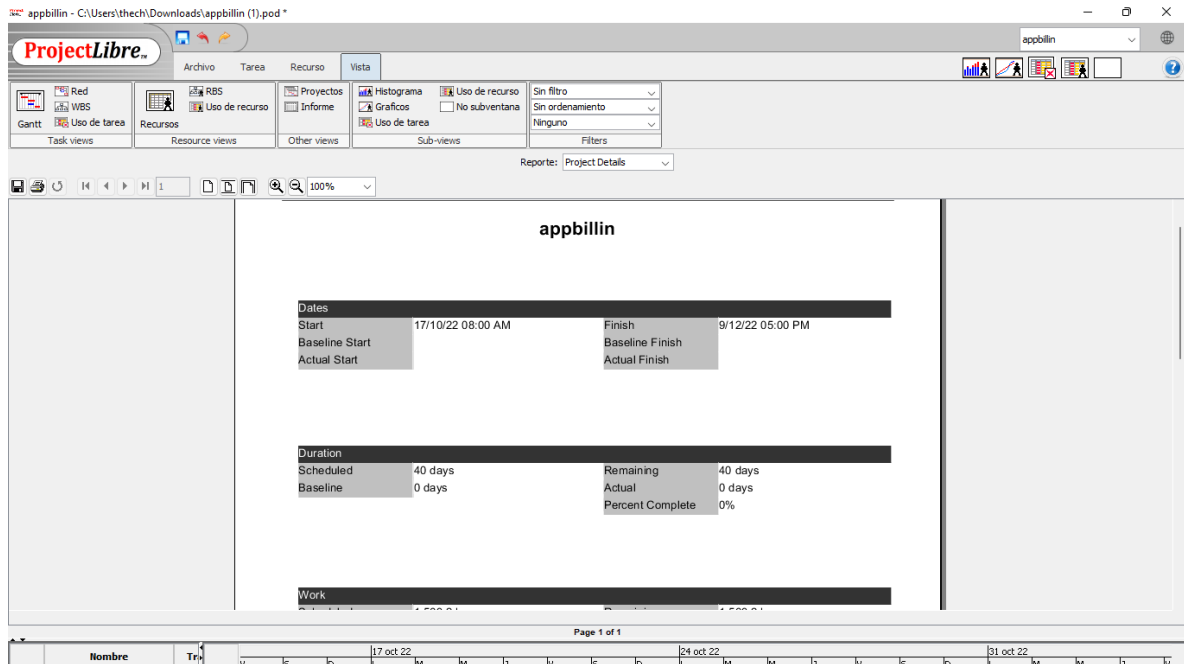 appbillin - C:\Users\thech\Downloads\appbillin (1).pod *
ProjectLibre™
appbillin
Archivo Tarea Recurso Vista
Red RBS Proyectos Histograma Uso de recurso Sin filtro
WBS Uso de recurso Informe Graficos No subventana Sin ordenamiento
Gantt Uso de tarea Recursos Uso de tarea Ninguno
Task views Resource views Other views Sub-views Filters
Reporte: Project Details
1 100%
appbillin
Dates
Start 17/10/22 08:00 AM Finish 9/12/22 05:00 PM
Baseline Start Baseline Finish
Actual Start Actual Finish
Duration
Scheduled 40 days Remaining 40 days
Baseline 0 days Actual 0 days
Percent Complete 0%
Work
Page 1 of 1
17 oct 22 24 oct 22 31 oct 22
Nombre